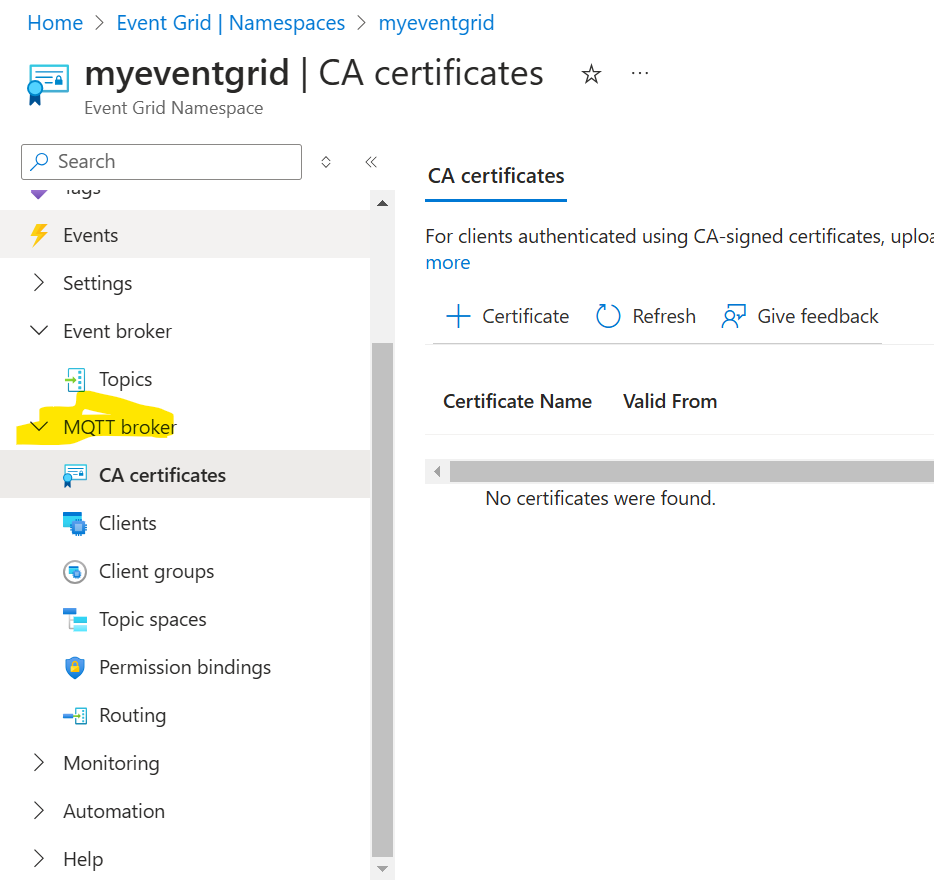 Home > Event Grid | Namespaces > myeventgrid
myeventgrid | CA certificates
Event Grid Namespace
Search
Tags
Events
Settings
Event broker
Topics
MQTT broker
CA certificates
Clients
Client groups
Topic spaces
Permission bindings
Routing
Monitoring
Automation
Help
CA certificates
For clients authenticated using CA-signed certificates,
more
Certificate Refresh Give feedback
Certificate Name Valid From
No certificates were found.